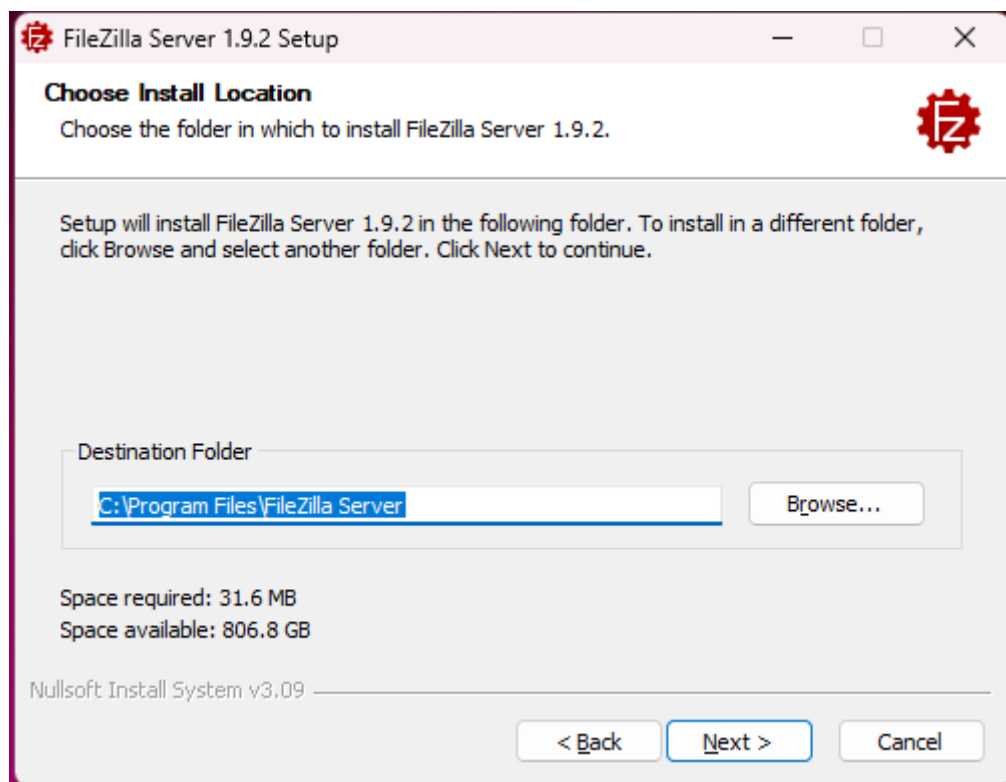 FileZilla Server 1.9.2 Setup
Choose Install Location
Choose the folder in which to install FileZilla Server 1.9.2.
Fz
Setup will install FileZilla Server 1.9.2 in the following folder. To install in a different folder,
click Browse and select another folder. Click Next to continue.
Destination Folder
C:\Program Files\FileZilla Server
Browse...
Space required: 31.6 MB
Space available: 806.8 GB
Nullsoft Install System v3.09
< Back
Next >
Cancel